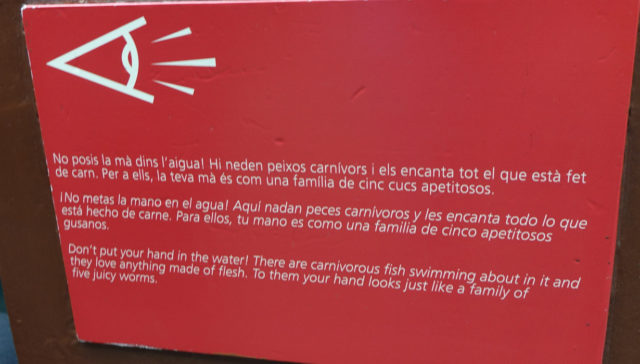 No posis la mà dins l'aigua! Hi neden peixos carnívors i els encanta tot el que està fet
de carn. Per a ells, la teva mà és com una família de cinc cucs apetitosos.
¡No metas la mano en el agua! Aquí nadan peces carnívoros y les encanta todo lo que
está hecho de carne. Para ellos, tu mano es como una familia de cinco apetitosos
gusanos.
Don't put your hand in the water! There are carnivorous fish swimming about in it and
they love anything made of flesh. To them your hand looks just like a family of
five juicy worms.